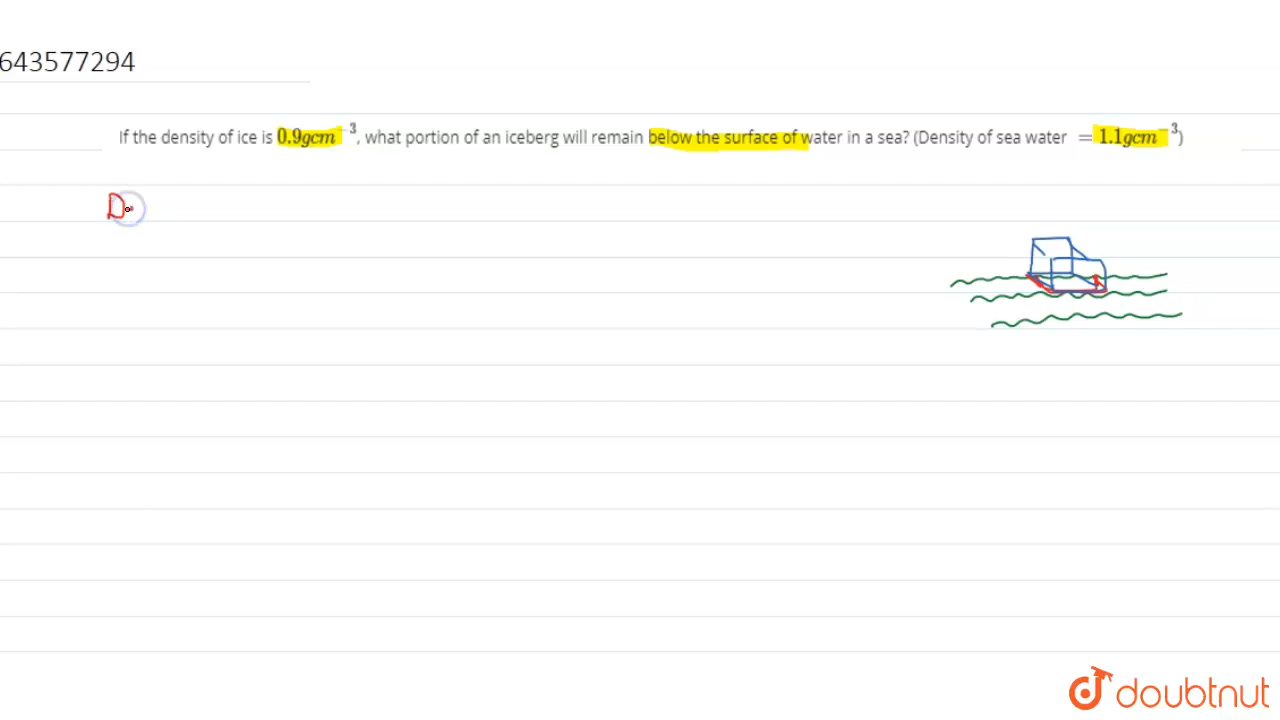 643577294
If the density of ice is 0.9gcm⁻³, what portion of an iceberg will remain below the surface of water in a sea? (Density of sea water = 1.1gcm⁻³)
D
doubtnut